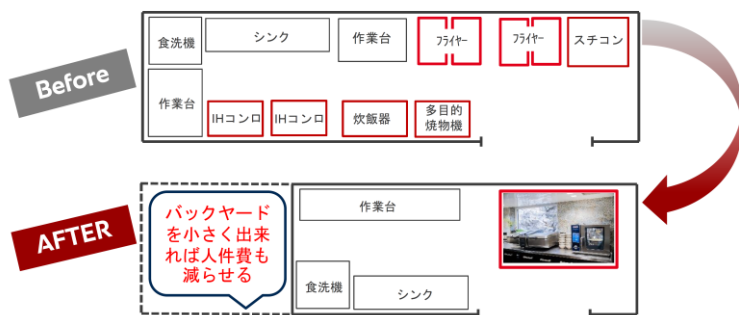 Before
食洗機
シンク
作業台
フライヤー
フライヤー
スチコン
作業台
IHコンロ
IHコンロ
炊飯器
多目的
焼物機
AFTER
バックヤード
を小さく出来
れば人件費も
減らせる
作業台
食洗機
シンク